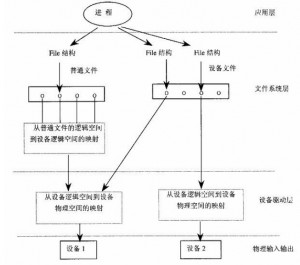 进 程
应用层
File 结构
File 结构
File 结构
普通文件
设备文件
文件系统层
从普通文件的逻辑空间
到设备逻辑空间的映射
从设备逻辑空间到设备
物理空间的映射
从设备逻辑空间到设备
物理空间的映射
设备驱动层
设备 1
设备 2
物理输入输出